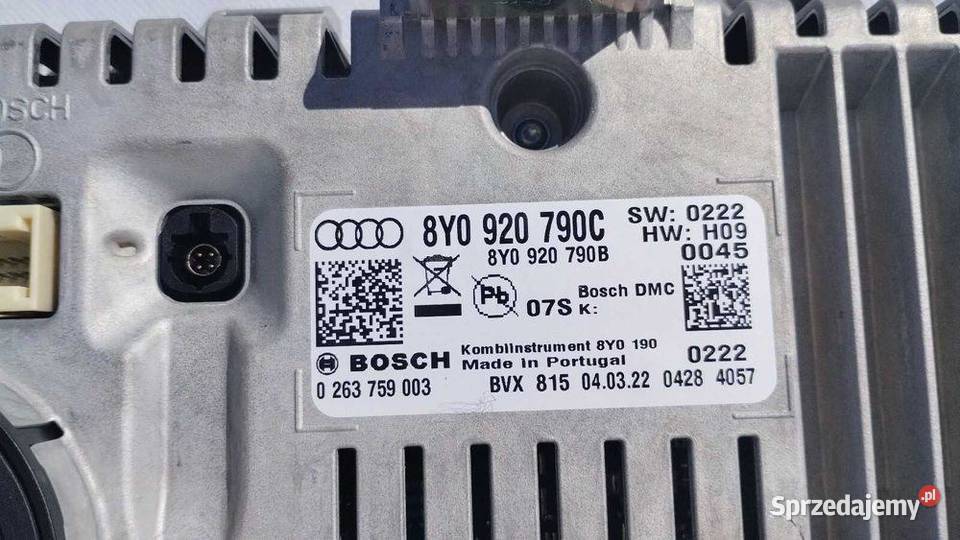 BOSCH
8Y0 920 790C
8Y0 920 790B
SW: 0222
HW: H09
0045
Pb
07S
Bosch DMC
K:
BOSCH
Kombiinstrument 8Y0 190
Made in Portugal
0222
0 263 759 003
BVX 815 04.03.22 0428 4057
Sprzedajemy.pl